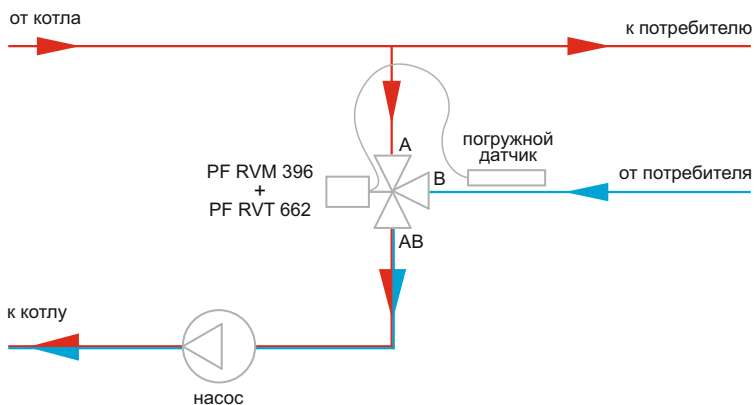 от котла
к потребителю
A
погружной
датчик
PF RVM 396
+
PF RVT 662
B
от потребителя
AB
к котлу
насос